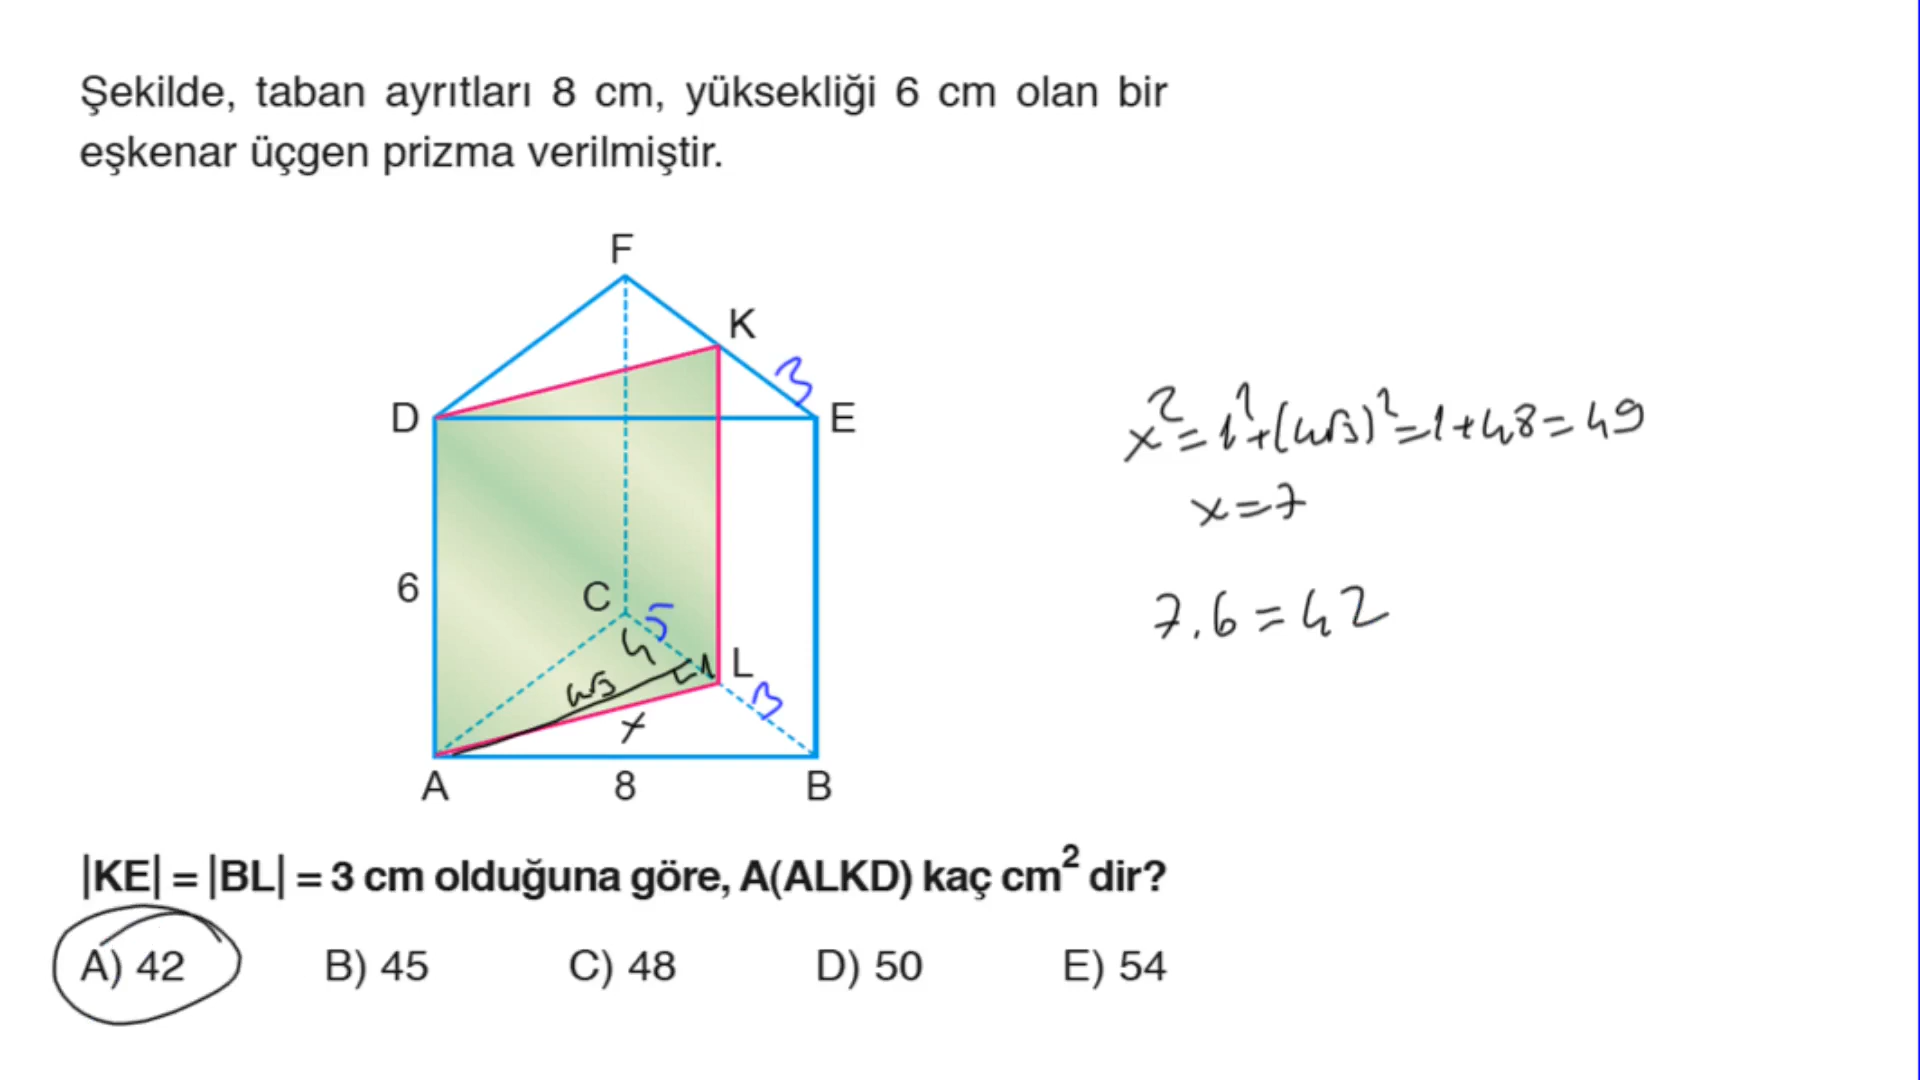 Şekilde, taban ayrıtları 8 cm, yüksekliği 6 cm olan bir
eşkenar üçgen prizma verilmiştir.
F
K
3
D
E
x²=1²+(4√3)²=1+48=49
x=7
6
C
5
4
1
L
3
4√3
x
7.6=42
A
8
B
|KE| = |BL| = 3 cm olduğuna göre, A(ALKD) kaç cm² dir?
A) 42 B) 45 C) 48 D) 50 E) 54